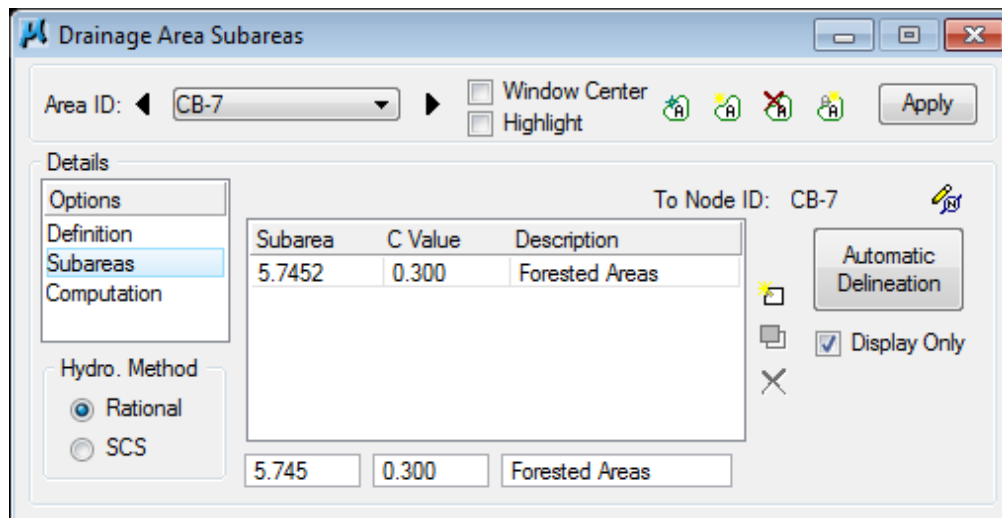 Drainage Area Subareas
Area ID: CB-7
Window Center
Highlight
Apply
Details
Options
Definition
Subareas
Computation
To Node ID: CB-7
Subarea C Value Description
5.7452 0.300 Forested Areas
Automatic
Delineation
Display Only
Hydro. Method
Rational
SCS
5.745 0.300 Forested Areas